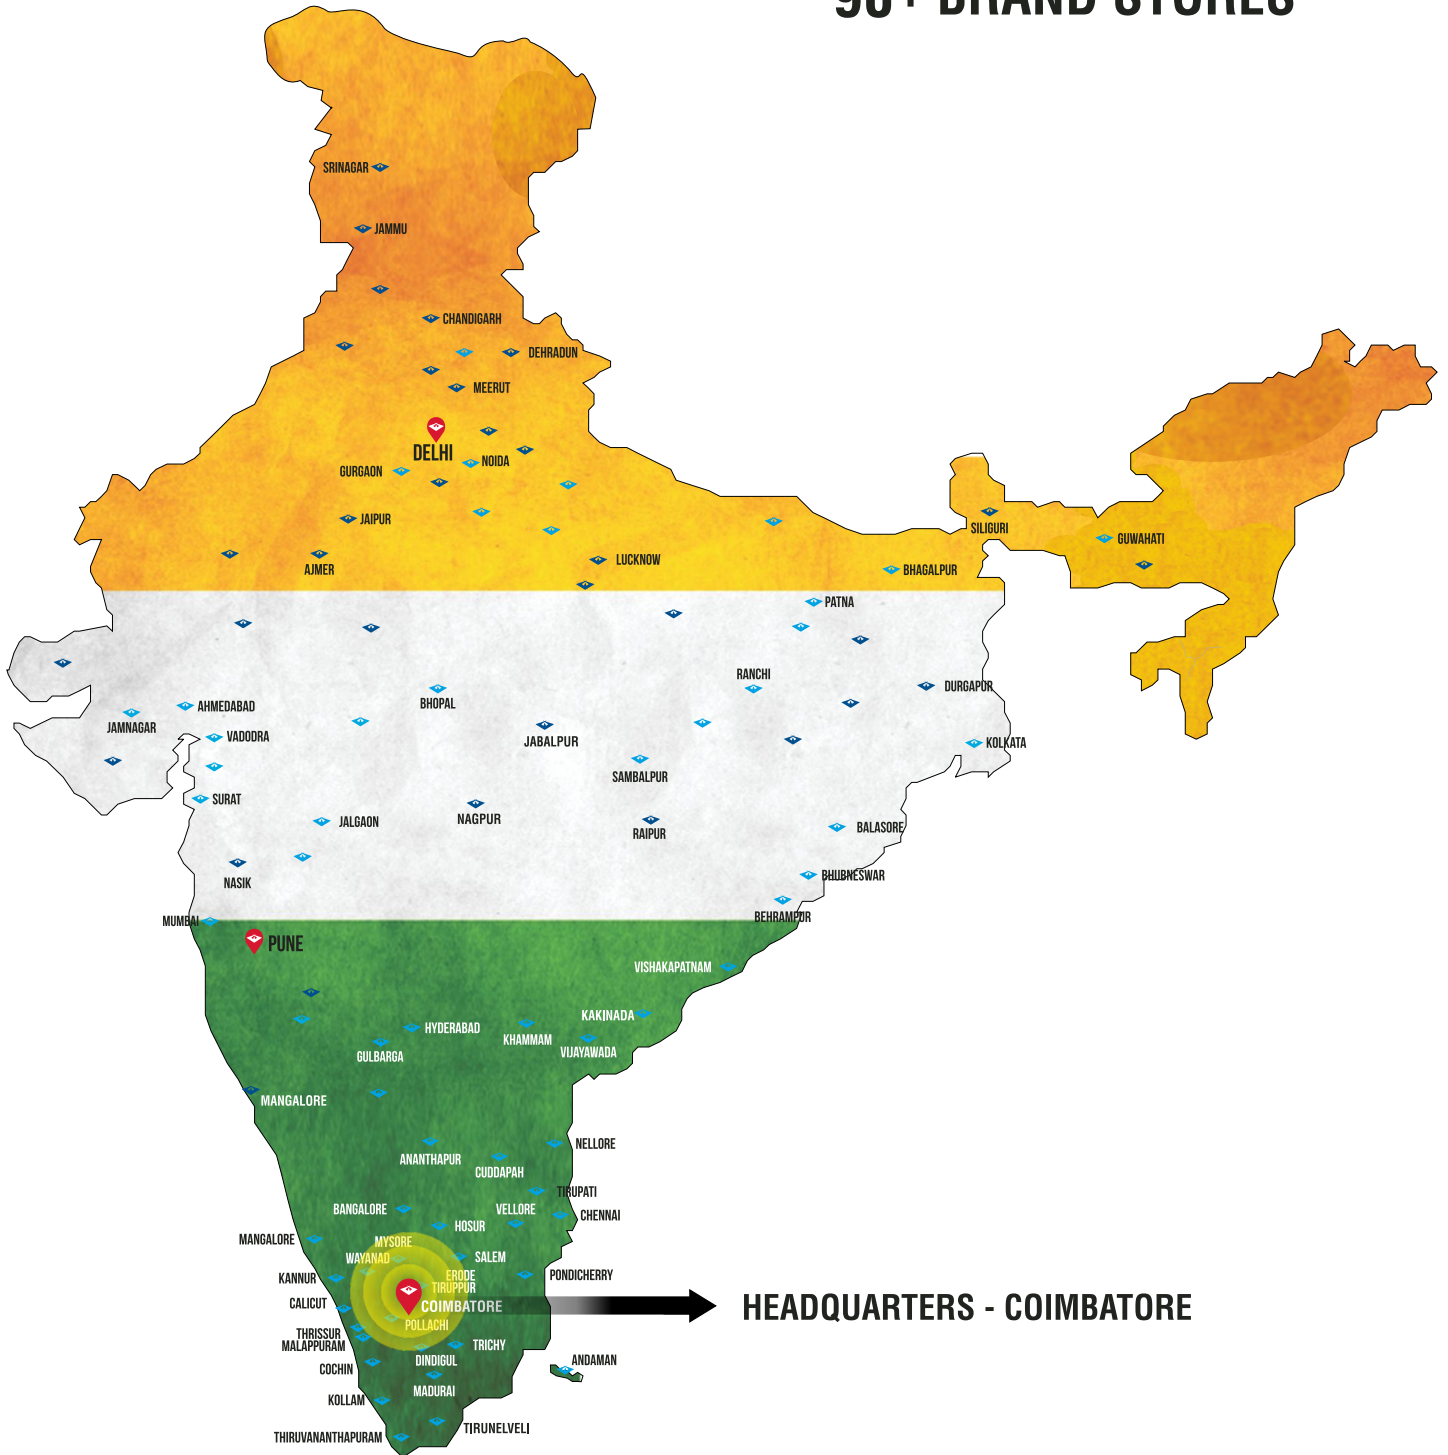 BRAND STORES
SRINAGAR
JAMMU
CHANDIGARH
DEHRADUN
MEERUT
DELHI
NOIDA
GURGAON
JAIPUR
SILIGURI
GUWAHATI
LUCKNOW
AJMER
BHAGALPUR
PATNA
RANCHI
DURGAPUR
BHOPAL
AHMEDABAD
JAMNAGAR
VADODRA
JABALPUR
KOLKATA
SAMBALPUR
SURAT
JALGAON
NAGPUR
RAIPUR
BALASORE
NASIK
BHUBNESWAR
BEHRAMPUR
MUMBAI
PUNE
VISHAKAPATNAM
KAKINADA
HYDERABAD
KHAMMAM
VIJAYAWADA
GULBARGA
MANGALORE
NELLORE
ANANTHAPUR
CUDDAPAH
TIRUPATI
BANGALORE
VELLORE
CHENNAI
HOSUR
MANGALORE
MYSORE
WAYANAD
SALEM
KANNUR
ERODE
PONDICHERRY
TIRUPPUR
CALICUT
COIMBATORE
HEADQUARTERS - COIMBATORE
POLLACHI
THRISSUR
MALAPPURAM
TRICHY
COCHIN
DINDIGUL
ANDAMAN
MADURAI
KOLLAM
TIRUNELVELI
THIRUVANANTHAPURAM